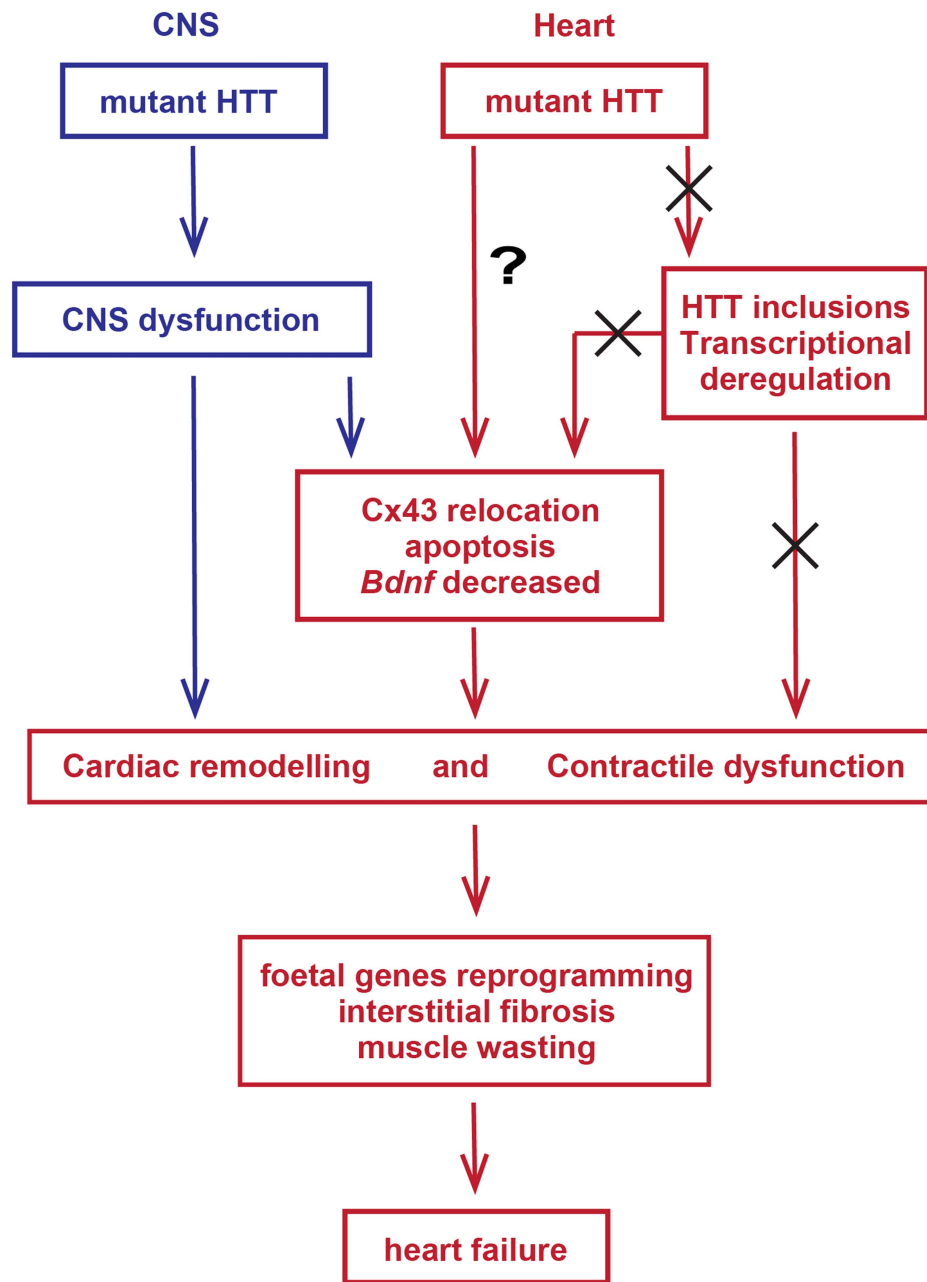 CNS
Heart
mutant HTT
mutant HTT
?
CNS dysfunction
HTT inclusions
Transcriptional
deregulation
Cx43 relocation
apoptosis
Bdnf decreased
Cardiac remodelling and Contractile dysfunction
foetal genes reprogramming
interstitial fibrosis
muscle wasting
heart failure